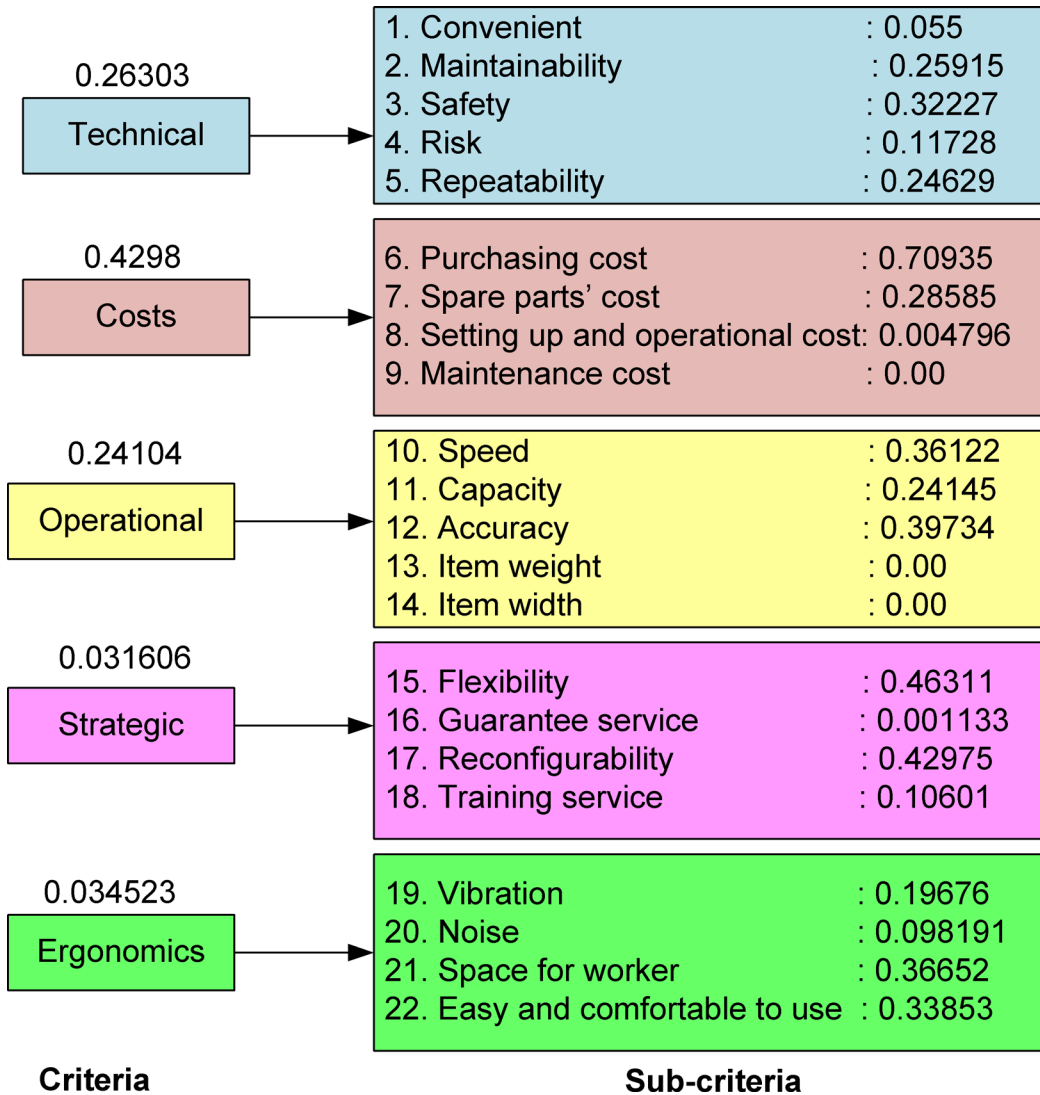 0.26303
Technical
1. Convenient : 0.055
2. Maintainability : 0.25915
3. Safety : 0.32227
4. Risk : 0.11728
5. Repeatability : 0.24629
0.4298
Costs
6. Purchasing cost : 0.70935
7. Spare parts’ cost : 0.28585
8. Setting up and operational cost: 0.004796
9. Maintenance cost : 0.00
0.24104
Operational
10. Speed : 0.36122
11. Capacity : 0.24145
12. Accuracy : 0.39734
13. Item weight : 0.00
14. Item width : 0.00
0.031606
Strategic
15. Flexibility : 0.46311
16. Guarantee service : 0.001133
17. Reconfigurability : 0.42975
18. Training service : 0.10601
0.034523
Ergonomics
19. Vibration : 0.19676
20. Noise : 0.098191
21. Space for worker : 0.36652
22. Easy and comfortable to use : 0.33853
Criteria
Sub-criteria